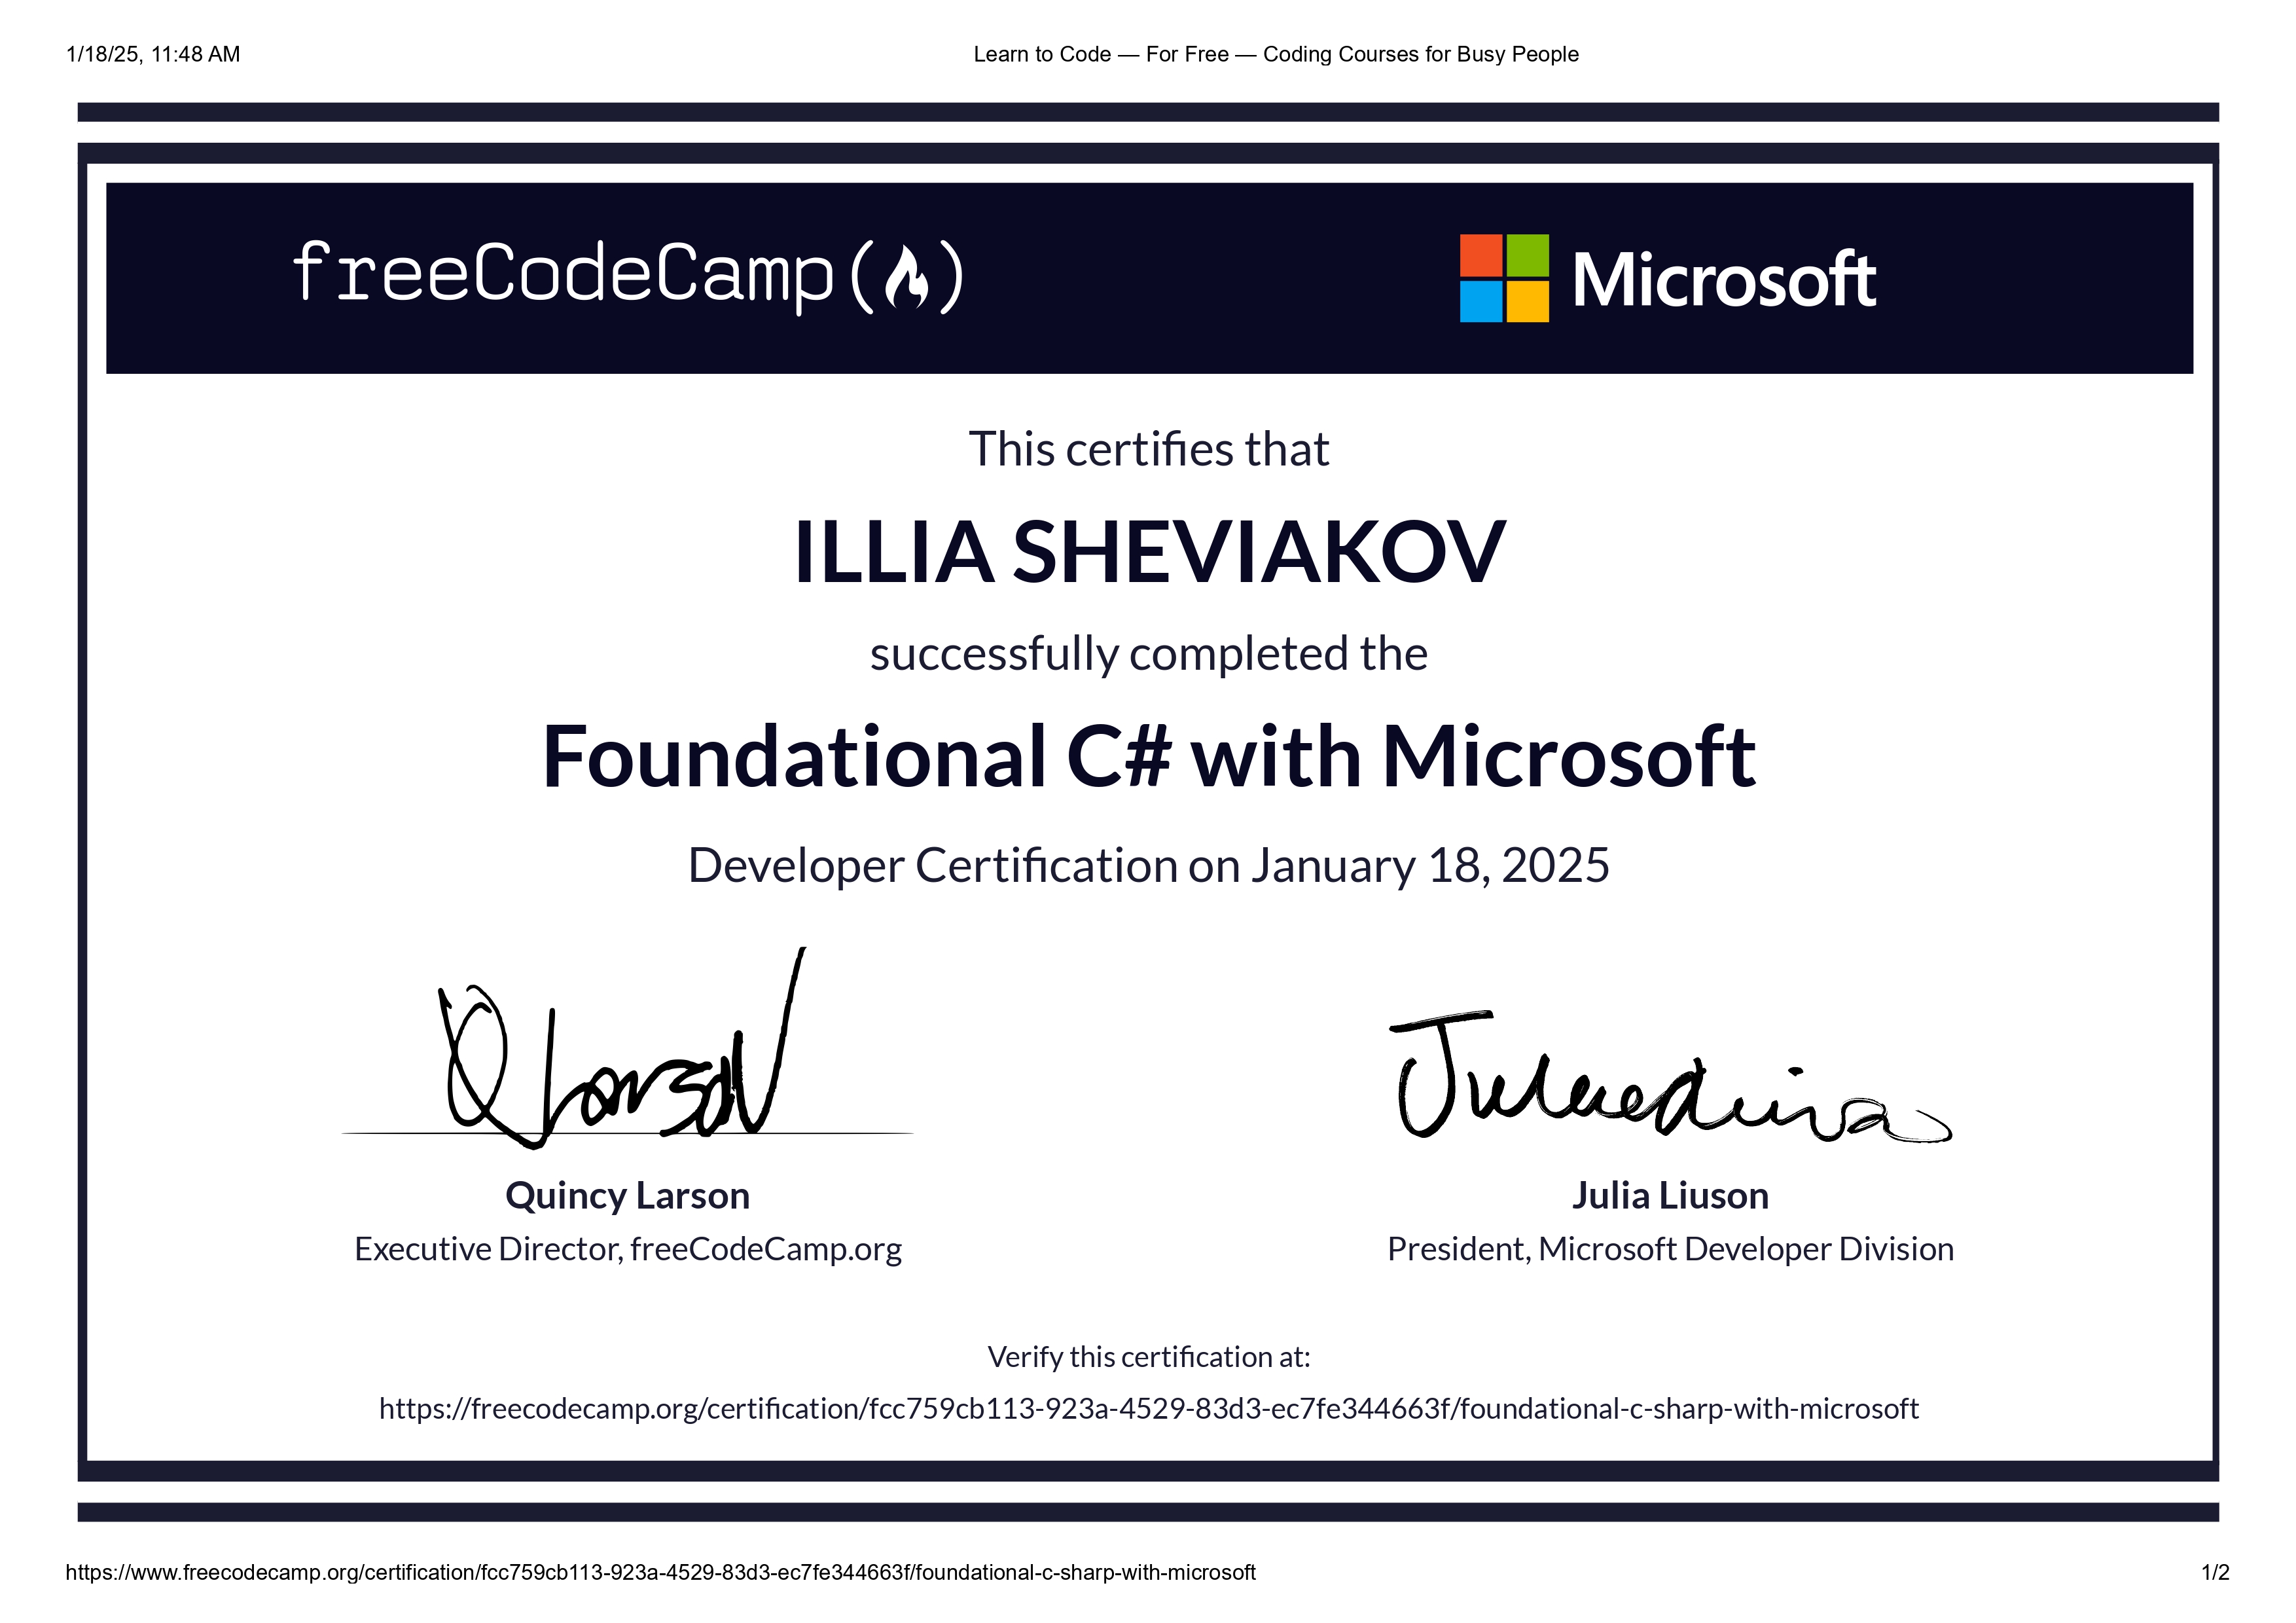 1/18/25, 11:48 AM
Learn to Code — For Free — Coding Courses for Busy People
freeCodeCamp
Microsoft
This certifies that
ILLIA SHEVIAKOV
successfully completed the
Foundational C# with Microsoft
Developer Certification on January 18, 2025
Quincy Larson
Julia Liuson
Executive Director, freeCodeCamp.org
President, Microsoft Developer Division
Verify this certification at:
https://freecodecamp.org/certification/fcc759cb113-923a-4529-83d3-ec7fe344663f/foundational-c-sharp-with-microsoft
https://www.freecodecamp.org/certification/fcc759cb113-923a-4529-83d3-ec7fe344663f/foundational-c-sharp-with-microsoft
1/2